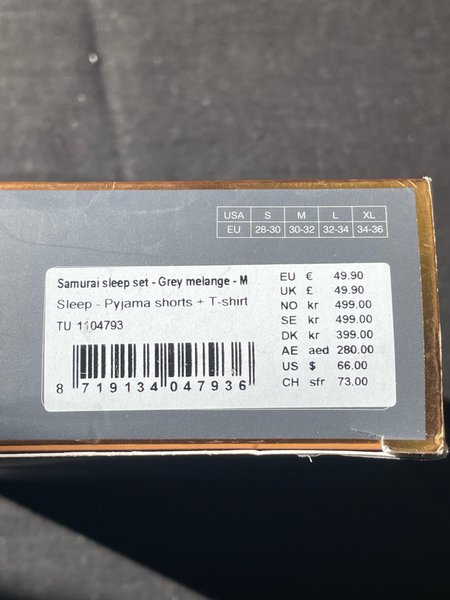 USA S M L XL
EU 28-30 30-32 32-34 34-36
Samurai sleep set - Grey melange - M
Sleep - Pyjama shorts + T-shirt
TU 1104793
8 719134 047936
EU € 49.90
UK £ 49.90
NO kr 499.00
SE kr 499.00
DK kr 399.00
AE aed 280.00
US $ 66.00
CH sfr 73.00